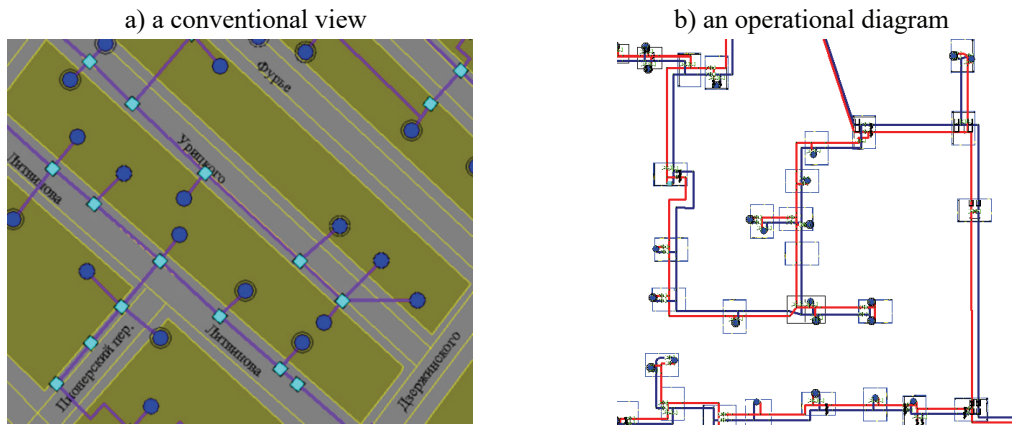 a) a conventional view
b) an operational diagram
Фурье
Урицкого
Литвинова
Литвинова
Пионерский пер.
Дзержинского